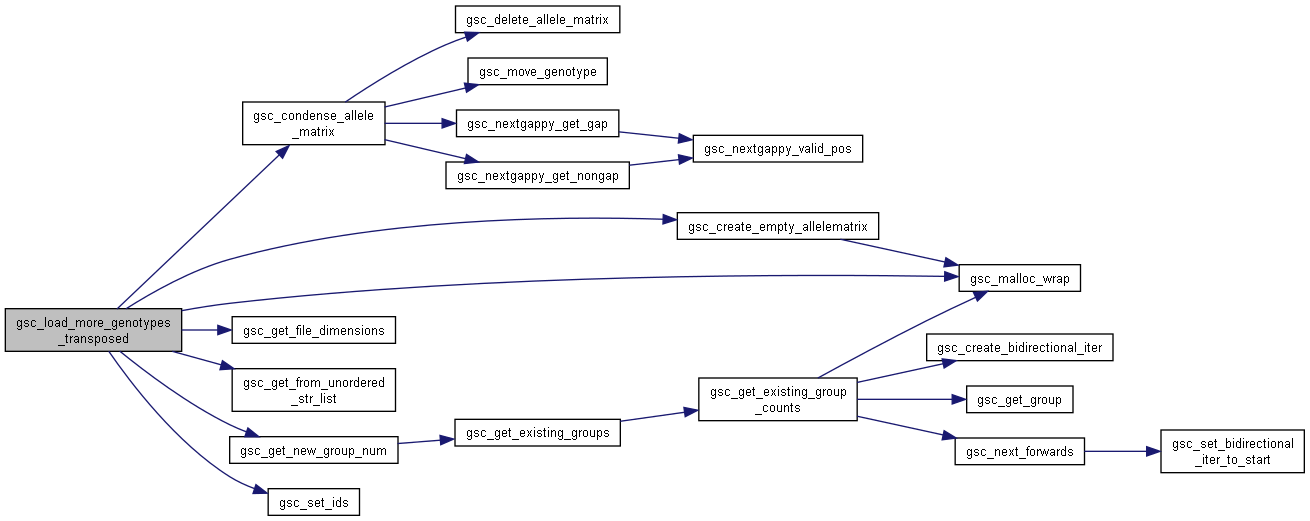 gsc_delete_allele_matrix
gsc_move_genotype
gsc_condense_allele
_matrix
gsc_nextgappy_get_gap
gsc_nextgappy_valid_pos
gsc_nextgappy_get_nongap
gsc_create_empty_allelematrix
gsc_malloc_wrap
gsc_load_more_genotypes
_transposed
gsc_get_file_dimensions
gsc_create_bidirectional_iter
gsc_get_from_unordered
_str_list
gsc_get_existing_group
_counts
gsc_get_group
gsc_get_existing_groups
gsc_get_new_group_num
gsc_next_forwards
gsc_set_bidirectional
_iter_to_start
gsc_set_ids